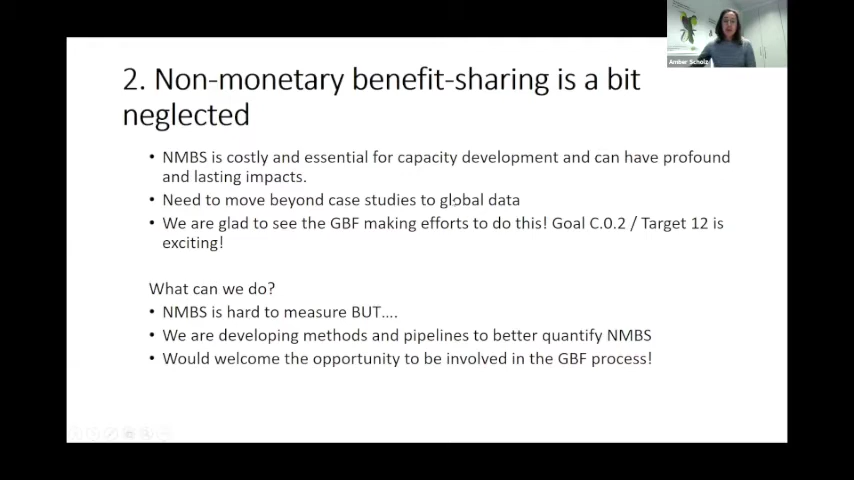 Amber Scholz
2. Non-monetary benefit-sharing is a bit
neglected
• NMBS is costly and essential for capacity development and can have profound
and lasting impacts.
• Need to move beyond case studies to global data
• We are glad to see the GBF making efforts to do this! Goal C.0.2 / Target 12 is
exciting!
What can we do?
• NMBS is hard to measure BUT….
• We are developing methods and pipelines to better quantify NMBS
• Would welcome the opportunity to be involved in the GBF process!